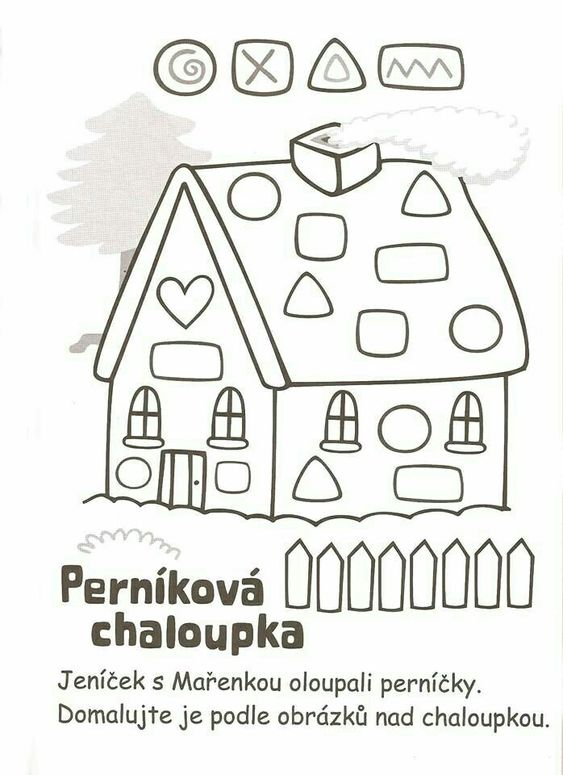 Perníková
chaloupka
Jeníček s Mařenkou oloupali perníčky.
Domalujte je podle obrázků nad chaloupkou.